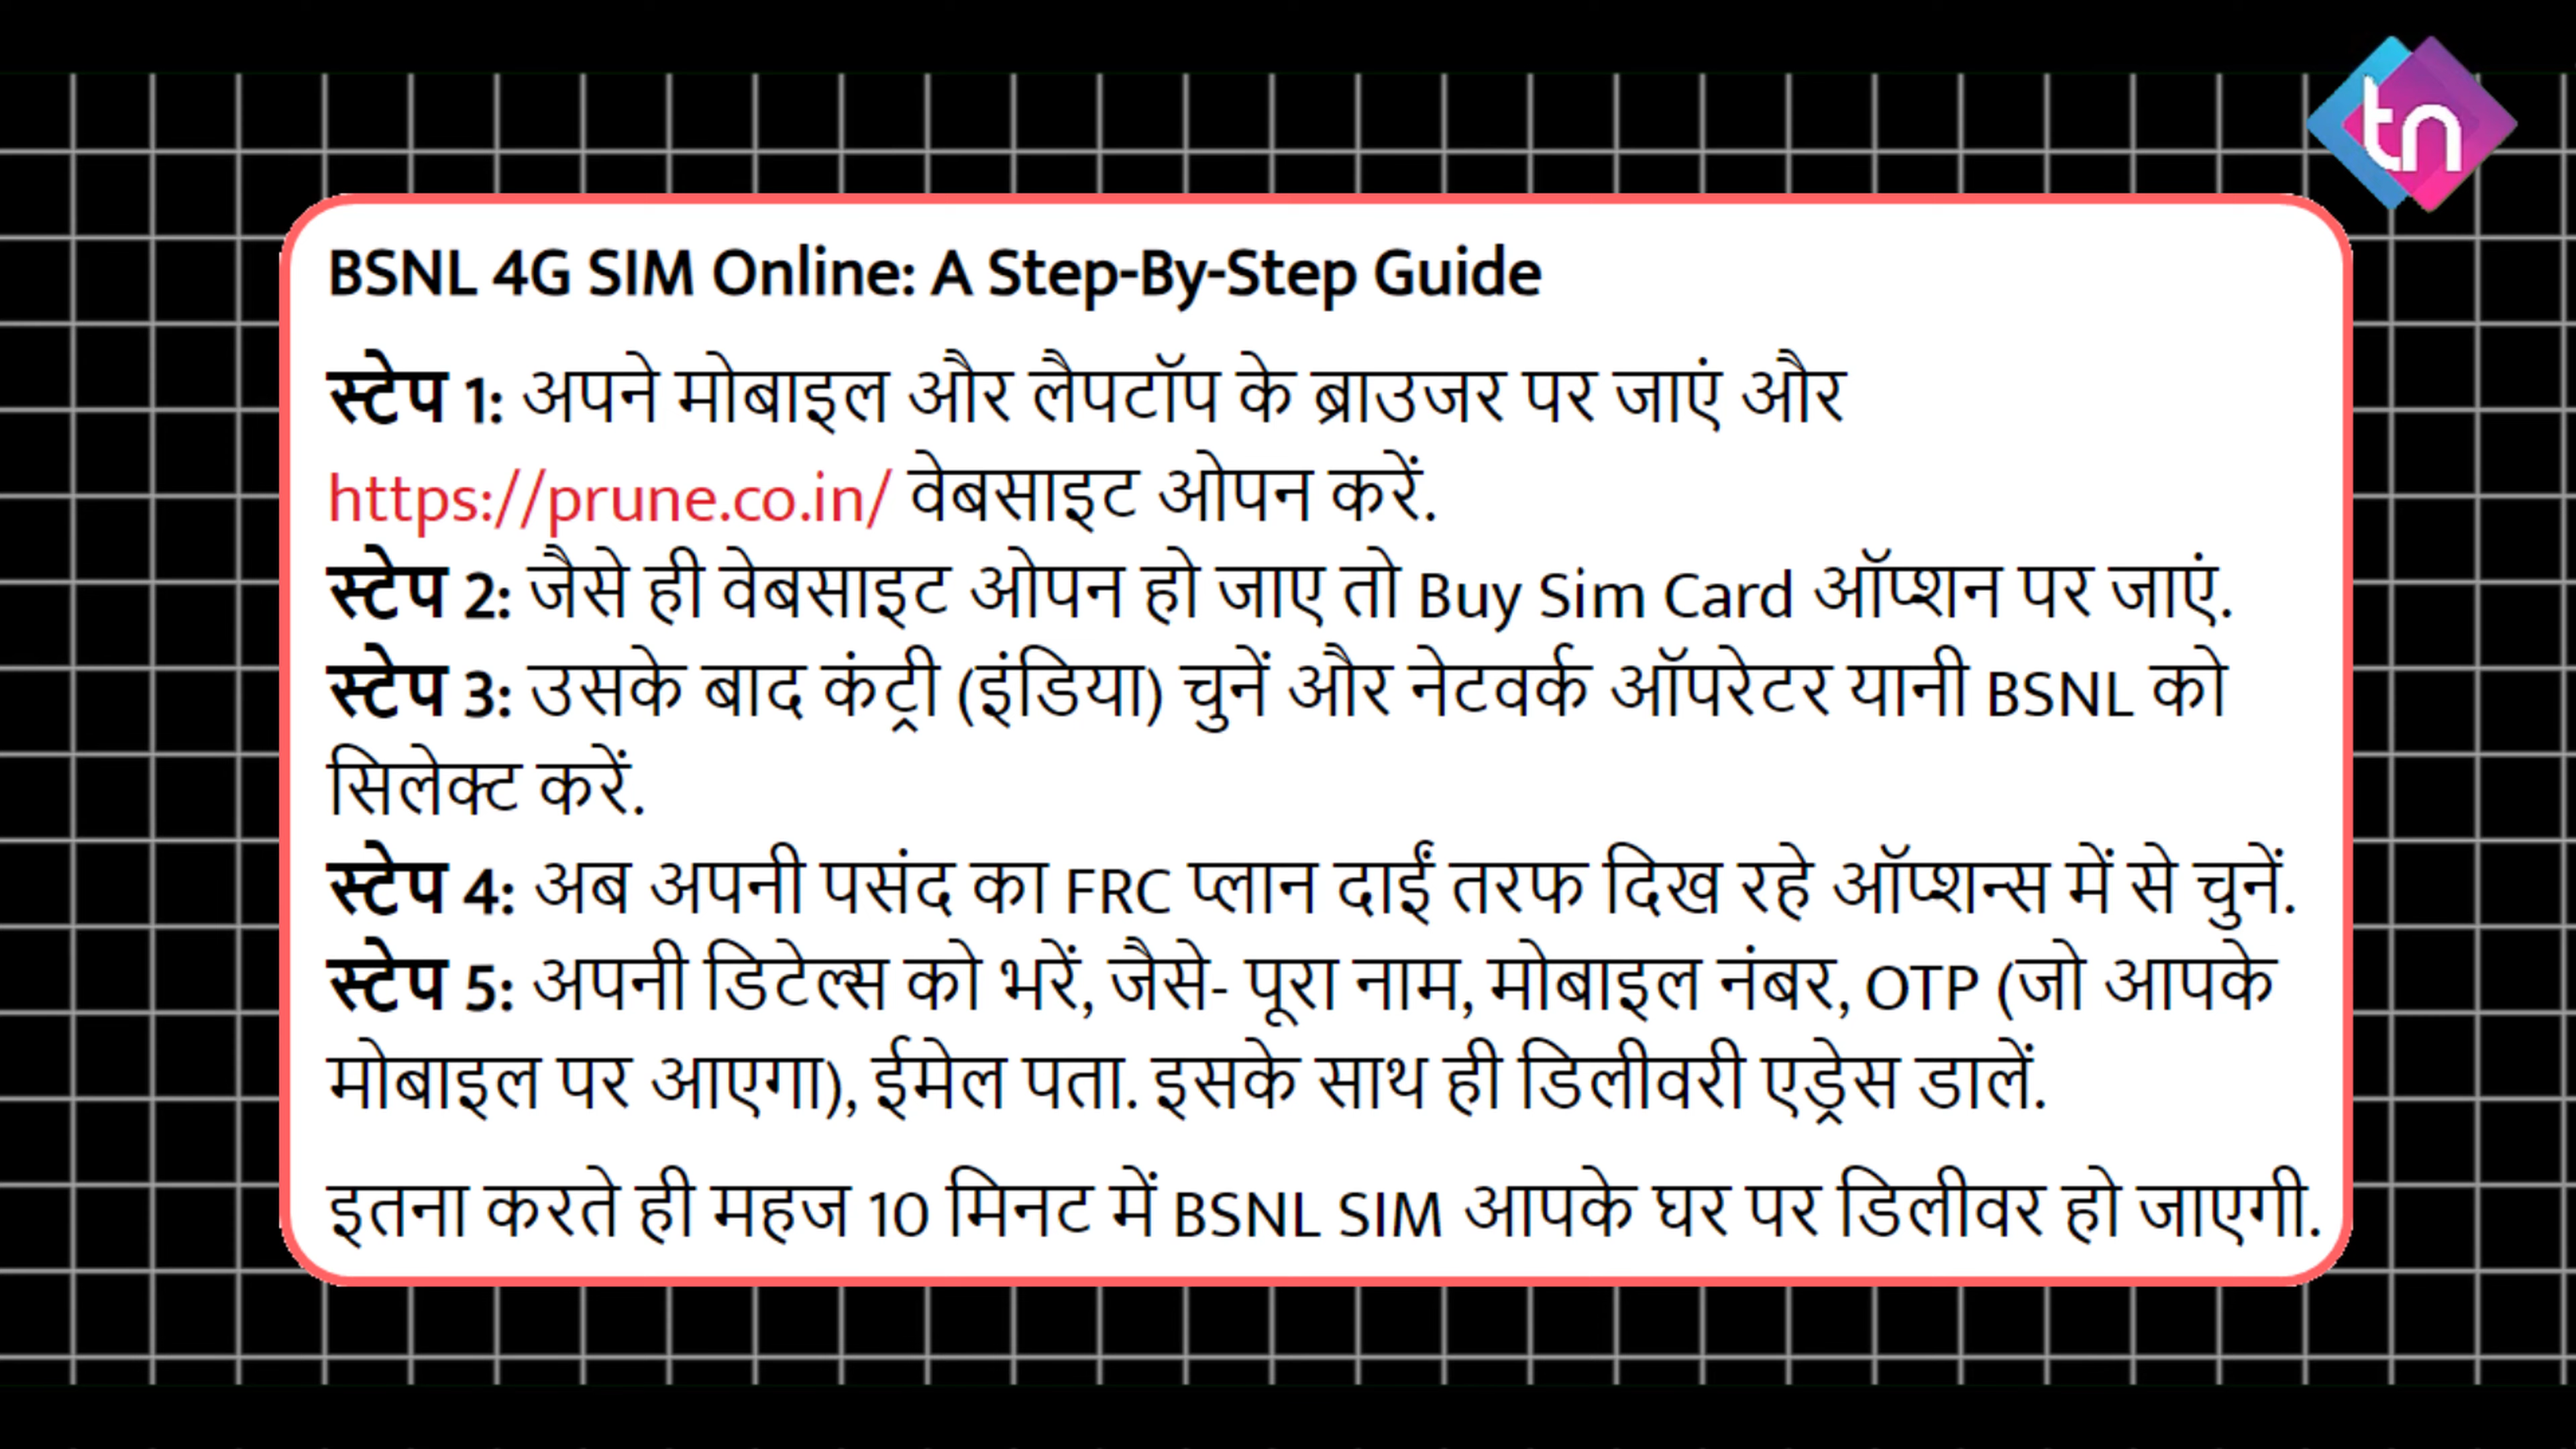 tn
BSNL 4G SIM Online: A Step-By-Step Guide
स्टेप 1: अपने मोबाइल और लैपटॉप के ब्राउजर पर जाएं और
https://prune.co.in/ वेबसाइट ओपन करें.
स्टेप 2: जैसे ही वेबसाइट ओपन हो जाए तो Buy Sim Card ऑप्शन पर जाएं.
स्टेप 3: उसके बाद कंट्री (इंडिया) चुनें और नेटवर्क ऑपरेटर यानी BSNL को
सिलेक्ट करें.
स्टेप 4: अब अपनी पसंद का FRC प्लान दाईं तरफ दिख रहे ऑप्शन्स में से चुनें.
स्टेप 5: अपनी डिटेल्स को भरें, जैसे- पूरा नाम, मोबाइल नंबर, OTP (जो आपके
मोबाइल पर आएगा), ईमेल पता. इसके साथ ही डिलीवरी एड्रेस डालें.
इतना करते ही महज 10 मिनट में BSNL SIM आपके घर पर डिलीवर हो जाएगी.